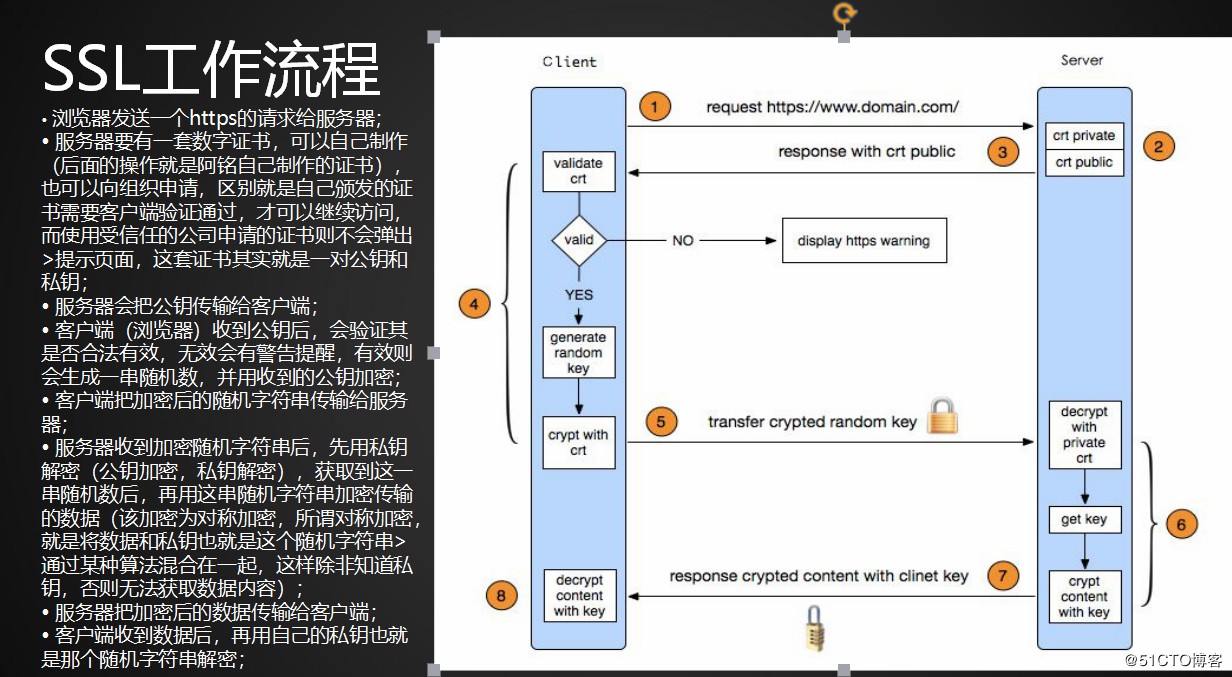 SSL工作流程
• 浏览器发送一个https的请求给服务器；
• 服务器要有一套数字证书，可以自己制作
（后面的操作就是阿铭自己制作的证书），
也可以向组织申请，区别就是自己颁发的证
书需要客户端验证通过，才可以继续访问，
而使用受信任的公司申请的证书则不会弹出
>提示页面，这套证书其实就是一对公钥和
私钥；
• 服务器会把公钥传输给客户端；
• 客户端（浏览器）收到公钥后，会验证其
是否合法有效，无效会有警告提醒，有效则
会生成一串随机数，并用收到的公钥加密；
• 客户端把加密后的随机字符串传输给服务
器；
• 服务器收到加密随机字符串后，先用私钥
解密（公钥加密，私钥解密），获取到这一
串随机数后，再用这串随机字符串加密传输
的数据（该加密为对称加密，所谓对称加密，
就是将数据和私钥也就是这个随机字符串>
通过某种算法混合在一起，这样除非知道私
钥，否则无法获取数据内容）；
• 服务器把加密后的数据传输给客户端；
• 客户端收到数据后，再用自己的私钥也就
是那个随机字符串解密；
Client
Server
1
request https://www.domain.com/
crt private
crt public
2
response with crt public
3
validate
crt
valid
NO
display https warning
YES
4
generate
random
key
crypt with
crt
5
transfer crypted random key
decrypt
with
private
crt
get key
6
crypt
content
with key
response crypted content with clinet key
7
8
decrypt
content
with key
@51CTO博客